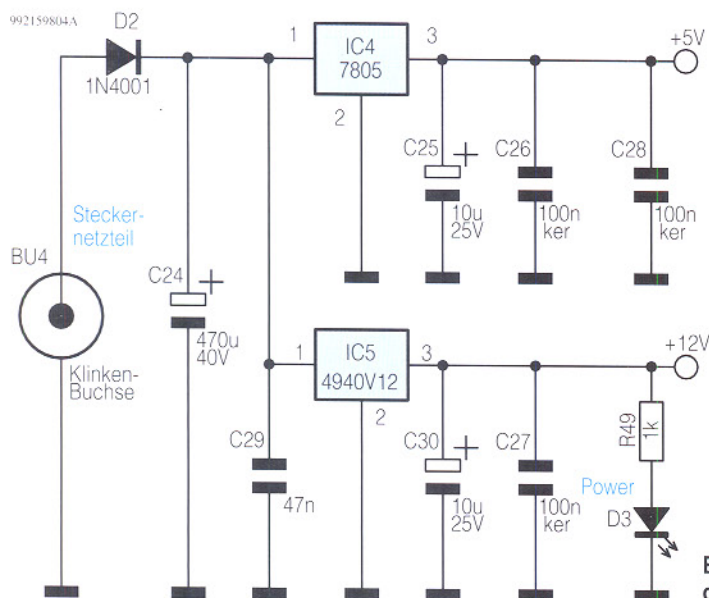 992159804A
D2
1N4001
1
IC4
7805
3
2
+5V
C25
+
10u
25V
C26
100n
ker
C28
100n
ker
Stecker-
netzteil
BU4
Klinken-
Buchse
C24
+
470u
40V
1
IC5
4940V12
3
2
+12V
C29
47n
C30
+
10u
25V
C27
100n
ker
R49
1k
Power
D3